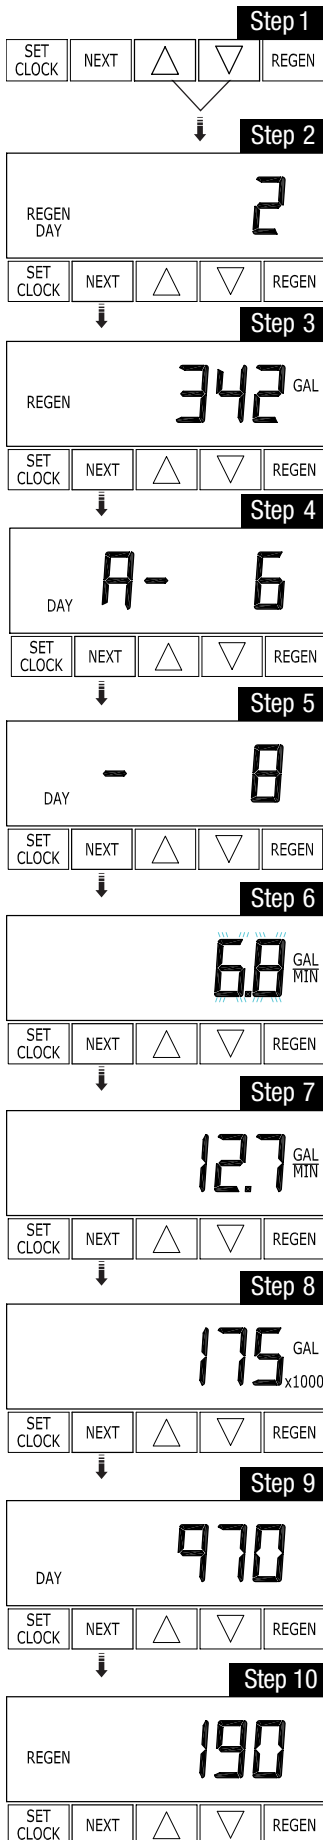 Step 1
SET CLOCK NEXT REGEN
Step 2
REGEN DAY 2
SET CLOCK NEXT REGEN
Step 3
REGEN 342 GAL
SET CLOCK NEXT REGEN
Step 4
DAY A- 6
SET CLOCK NEXT REGEN
Step 5
DAY - 8
SET CLOCK NEXT REGEN
Step 6
6.8 GAL MIN
SET CLOCK NEXT REGEN
Step 7
12.7 GAL MIN
SET CLOCK NEXT REGEN
Step 8
175 GAL x1000
SET CLOCK NEXT REGEN
Step 9
DAY 970
SET CLOCK NEXT REGEN
Step 10
REGEN 190
SET CLOCK NEXT REGEN